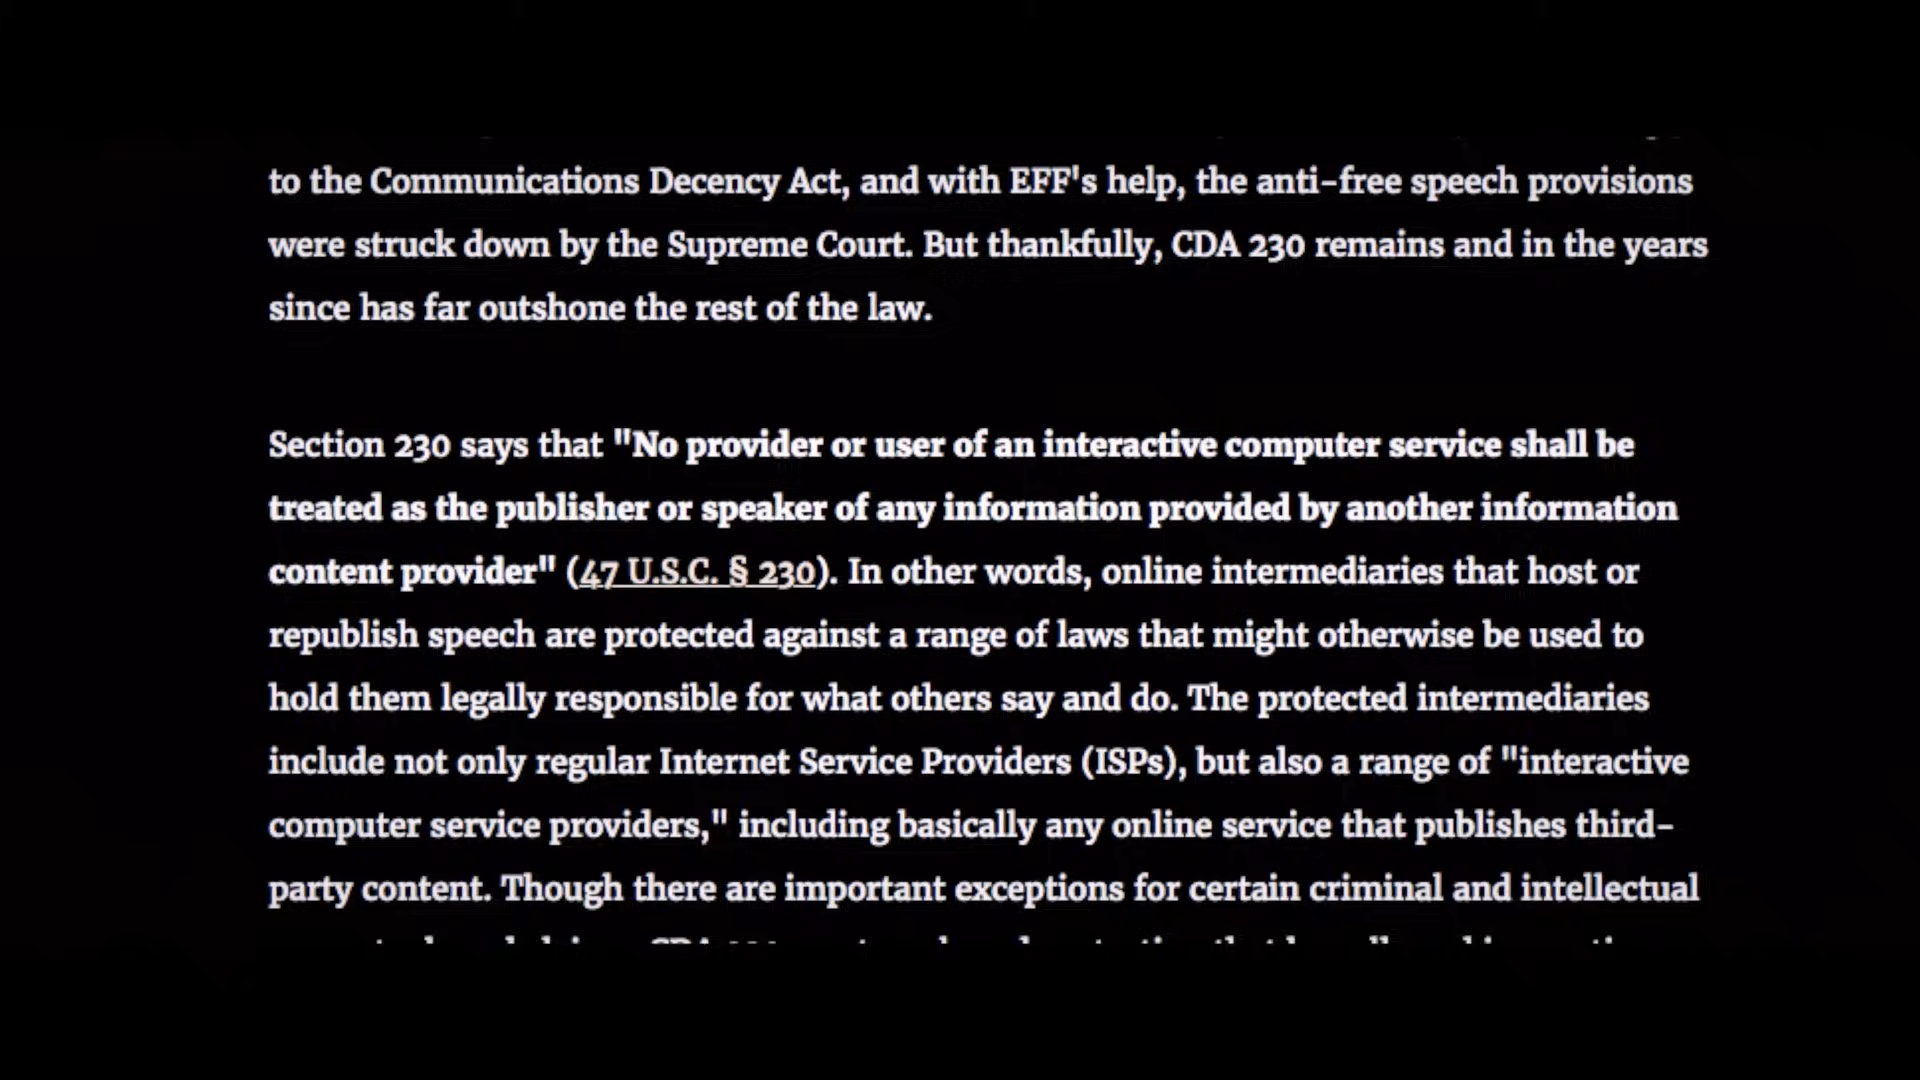 to the Communications Decency Act, and with EFF's help, the anti-free speech provisions
were struck down by the Supreme Court. But thankfully, CDA 230 remains and in the years
since has far outshone the rest of the law.
Section 230 says that "No provider or user of an interactive computer service shall be
treated as the publisher or speaker of any information provided by another information
content provider" (47 U.S.C. § 230). In other words, online intermediaries that host or
republish speech are protected against a range of laws that might otherwise be used to
hold them legally responsible for what others say and do. The protected intermediaries
include not only regular Internet Service Providers (ISPs), but also a range of "interactive
computer service providers," including basically any online service that publishes third-
party content. Though there are important exceptions for certain criminal and intellectual